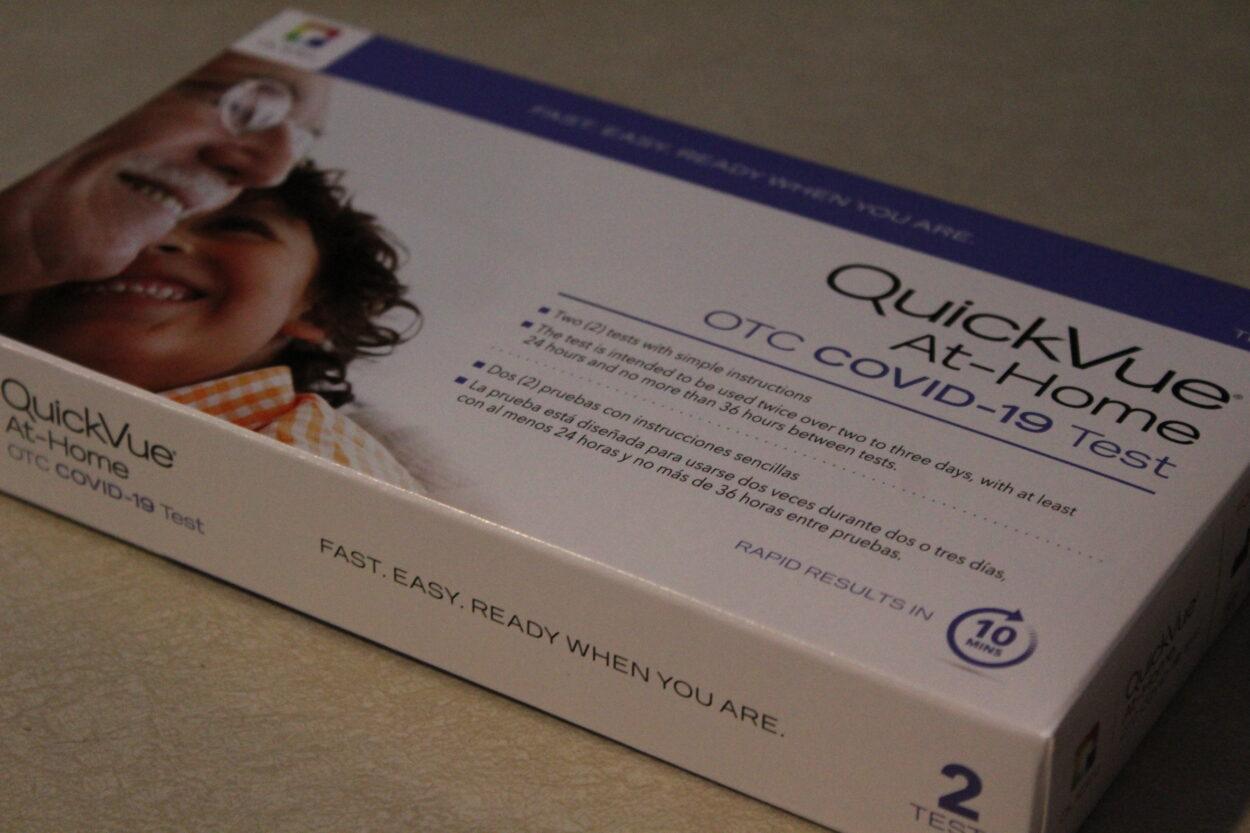 FAST. EASY. READY WHEN YOU ARE.
QuickVue®
At-Home
OTC COVID-19 Test
Two (2) tests with simple instructions
The test is intended to be used twice over two to three days, with at least
24 hours and no more than 36 hours between tests.
Dos (2) pruebas con instrucciones sencillas
La prueba está diseñada para usarse dos veces durante dos o tres días,
con al menos 24 horas y no más de 36 horas entre pruebas.
RAPID RESULTS IN
10
MINS
QuickVue®
At-Home
OTC COVID-19 Test
FAST. EASY. READY WHEN YOU ARE.
2
TEST
QuickVue